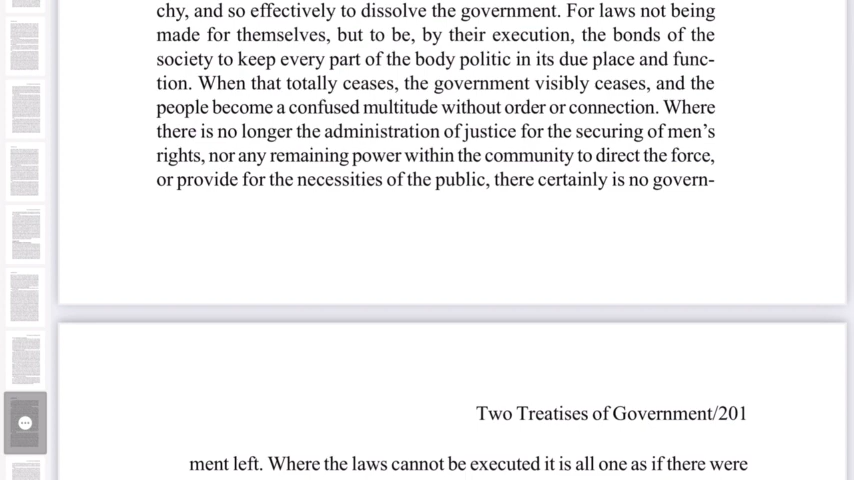 chy, and so effectively to dissolve the government. For laws not being
made for themselves, but to be, by their execution, the bonds of the
society to keep every part of the body politic in its due place and func-
tion. When that totally ceases, the government visibly ceases, and the
people become a confused multitude without order or connection. Where
there is no longer the administration of justice for the securing of men’s
rights, nor any remaining power within the community to direct the force,
or provide for the necessities of the public, there certainly is no govern-
Two Treatises of Government/201
ment left. Where the laws cannot be executed it is all one as if there were